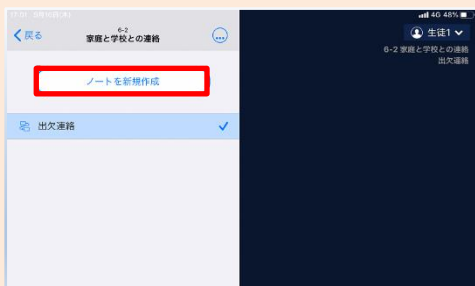 4G 48%
戻る
6-2
家庭と学校との連絡
生徒1
6-2 家庭と学校との連絡
出欠連絡
ノートを新規作成
出欠連絡